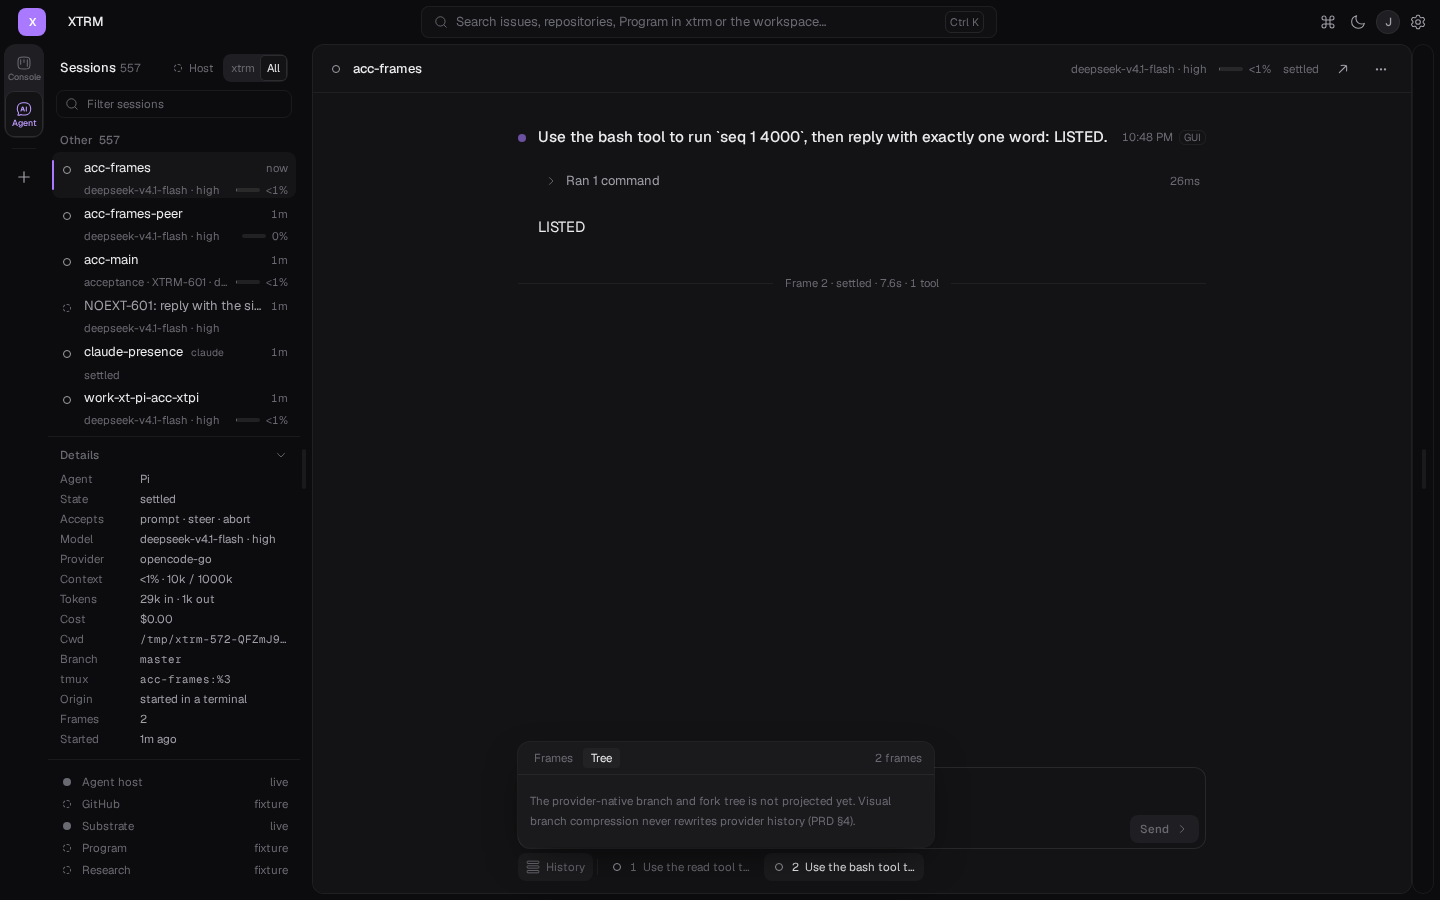 X XTRM Search issues, repositories, Program in xtrm or the workspace... Ctrl K J
Console
Agent
Sessions 557 Host xtrm All
Filter sessions
Other 557
acc-frames now
deepseek-v4.1-flash · high <1%
acc-frames-peer 1m
deepseek-v4.1-flash · high 0%
acc-main 1m
acceptance · XTRM-601 · d... <1%
NOEXT-601: reply with the si... 1m
deepseek-v4.1-flash · high
claude-presence claude 1m
settled
work-xt-pi-acc-xtpi 1m
deepseek-v4.1-flash · high <1%
Details
Agent Pi
State settled
Accepts prompt · steer · abort
Model deepseek-v4.1-flash · high
Provider opencode-go
Context <1% · 10k / 1000k
Tokens 29k in · 1k out
Cost $0.00
Cwd /tmp/xtrm-572-QFZmJ9...
Branch master
tmux acc-frames:%3
Origin started in a terminal
Frames 2
Started 1m ago
Agent host live
GitHub fixture
Substrate live
Program fixture
Research fixture
acc-frames deepseek-v4.1-flash · high <1% settled
Use the bash tool to run `seq 1 4000`, then reply with exactly one word: LISTED. 10:48 PM GUI
Ran 1 command 26ms
LISTED
Frame 2 · settled · 7.6s · 1 tool
Frames Tree 2 frames
The provider-native branch and fork tree is not projected yet. Visual
branch compression never rewrites provider history (PRD §4).
Send
History 1 Use the read tool t... 2 Use the bash tool t...